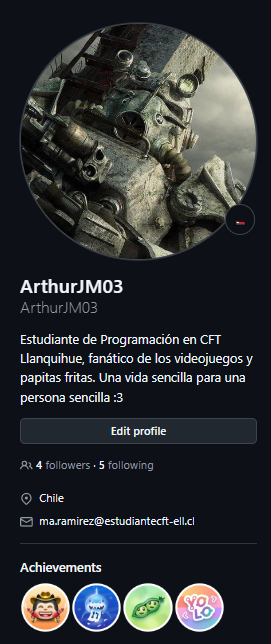 ArthurJM03
ArthurJM03
Estudiante de Programación en CFT
Llanquihue, fanático de los videojuegos y
papitas fritas. Una vida sencilla para una
persona sencilla :3
Edit profile
4 followers · 5 following
Chile
ma.ramirez@estudiantecft-ell.cl
Achievements
YOLO